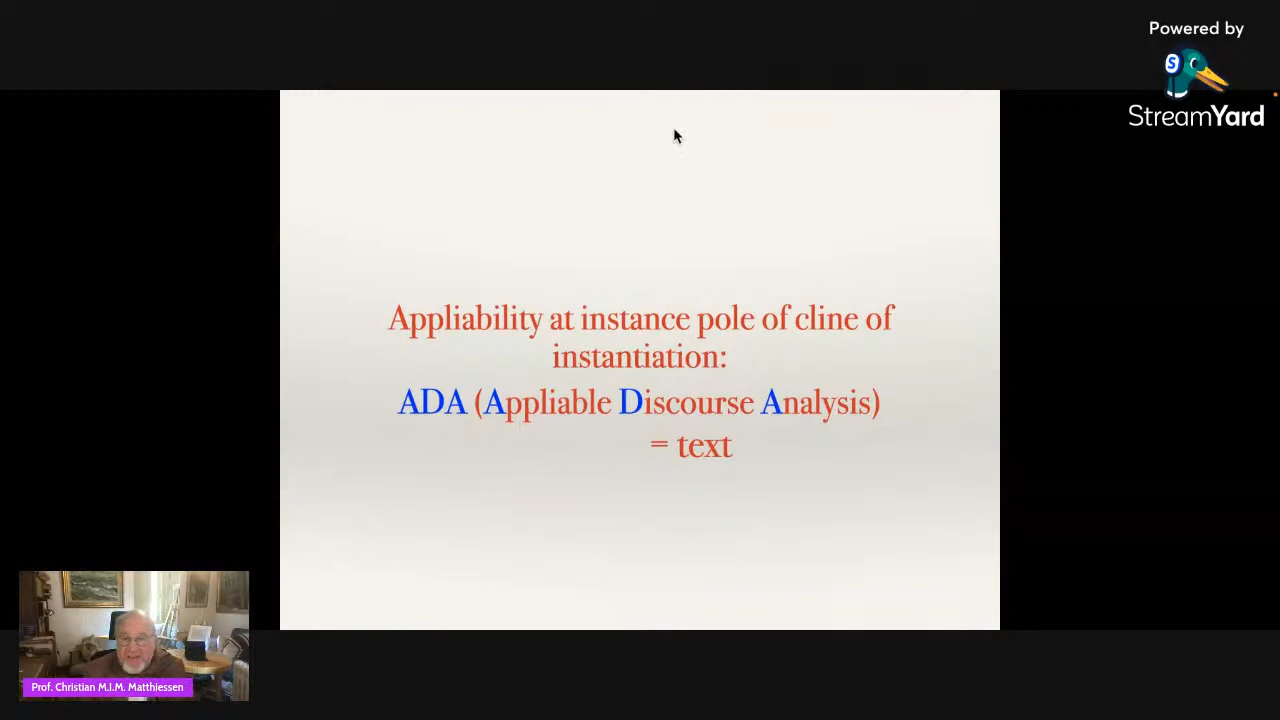 Powered by
S
StreamYard
Appliability at instance pole of cline of
instantiation:
ADA (Appliable Discourse Analysis)
= text
Prof. Christian M.I.M. Matthiessen